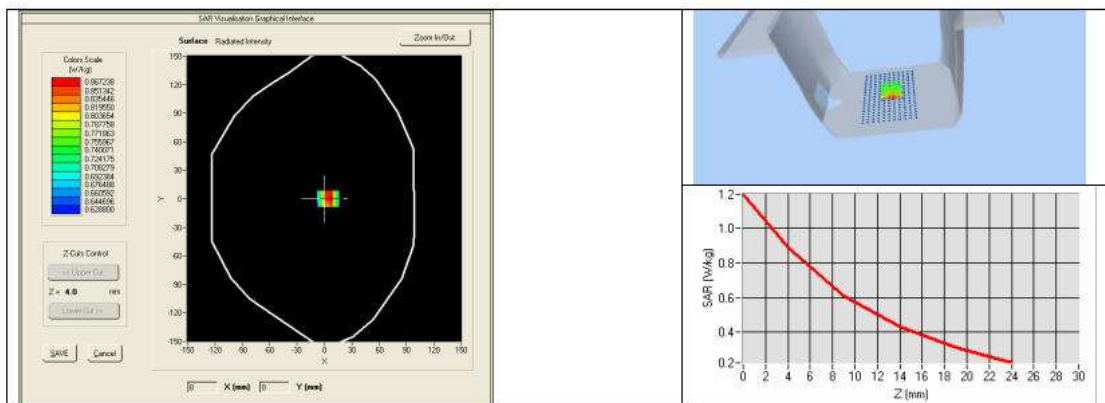 SAR Visualisation Graphical Interface
Surface Radiated Intensity
Zoom In/Out
Colors Scale
(W/kg)
0.867238
0.851342
0.835446
0.819550
0.803654
0.787758
0.771863
0.755967
0.740071
0.724175
0.708279
0.692384
0.676488
0.660592
0.644696
0.628800
Z-Cuts Control
<< Upper Cut
Z = 4.0 mm
Lower Cut >>
SAVE Cancel
150
120
90
60
30
0
-30
-60
-90
-120
-150
Y
-150 -120 -90 -60 -30 0 30 60 90 120 150
X
0 X (mm) 0 Y (mm)
1.2
1.0
0.8
0.6
0.4
0.2
SAR (W/kg)
0 2 4 6 8 10 12 14 16 18 20 22 24 26 28 30
Z (mm)